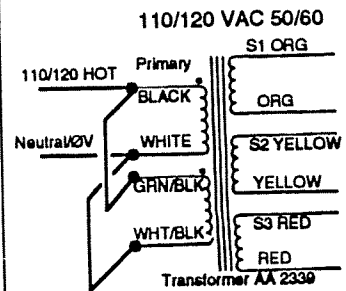 110/120 VAC 50/60
S1 ORG
Primary
110/120 HOT
BLACK
ORG
Neutral/ØV
WHITE
S2 YELLOW
GRN/BLK
YELLOW
S3 RED
WHT/BLK
RED
Transformer AA 2339